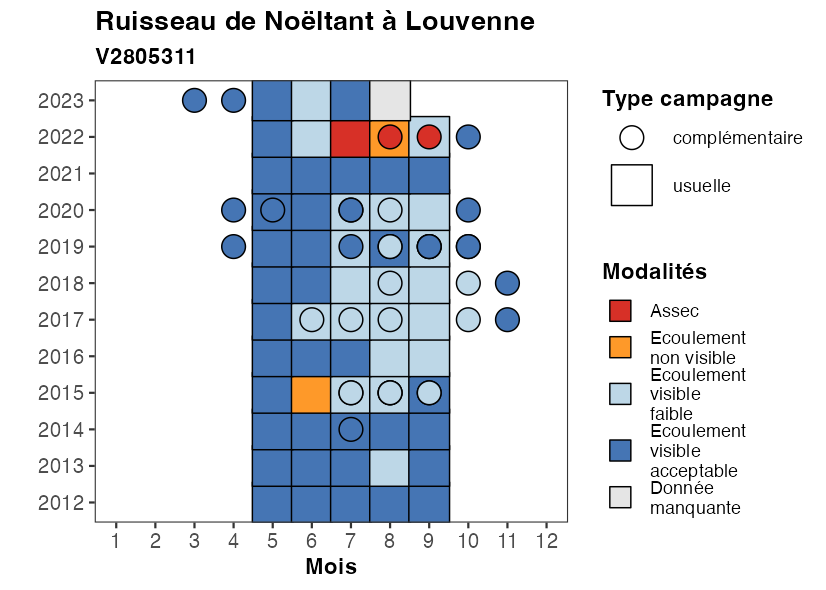 Ruisseau de Noëltant à Louvenne
V2805311
2023
2022
2021
2020
2019
2018
2017
2016
2015
2014
2013
2012
1 2 3 4 5 6 7 8 9 10 11 12
Mois
Type campagne
complémentaire
usuelle
Modalités
Assec
Ecoulement
non visible
Ecoulement
visible
faible
Ecoulement
visible
acceptable
Donnée
manquante